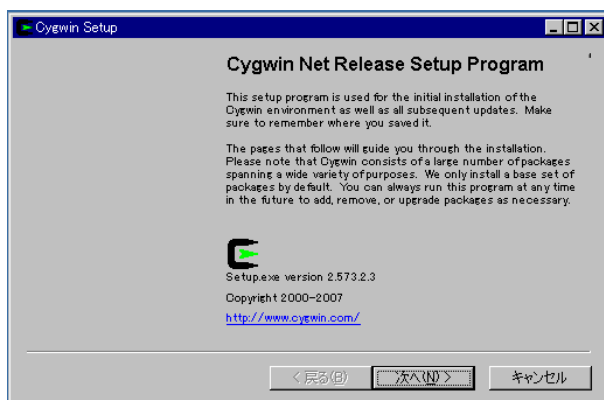 Cygwin Setup
Cygwin Net Release Setup Program
This setup program is used for the initial installation of the
Cygwin environment as well as all subsequent updates. Make
sure to remember where you saved it.
The pages that follow will guide you through the installation.
Please note that Cygwin consists of a large number of packages
spanning a wide variety of purposes. We only install a base set of
packages by default. You can always run this program at any time
in the future to add, remove, or upgrade packages as necessary.
Setup.exe version 2.573.2.3
Copyright 2000-2007
http://www.cygwin.com/
< 戻る(B) 次へ(N) > キャンセル